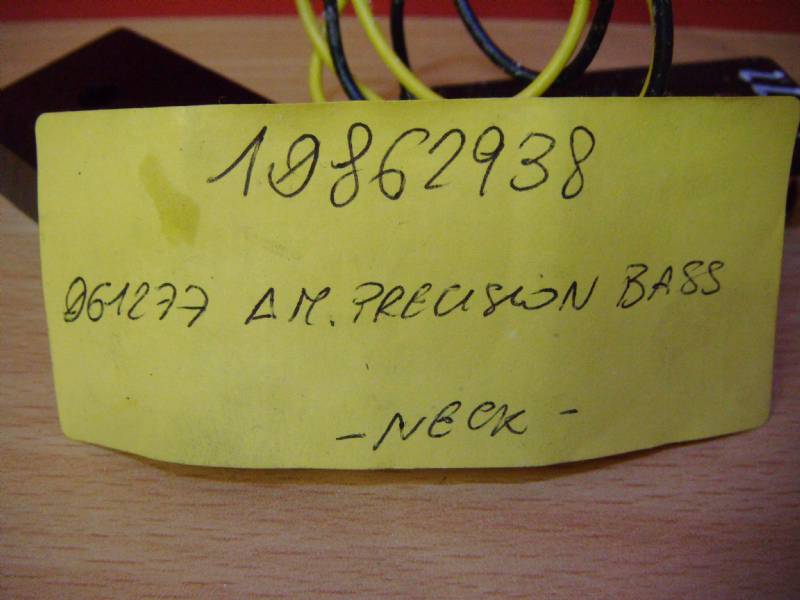 19862938
061277 AM. PRECISION BASS
- NECK -